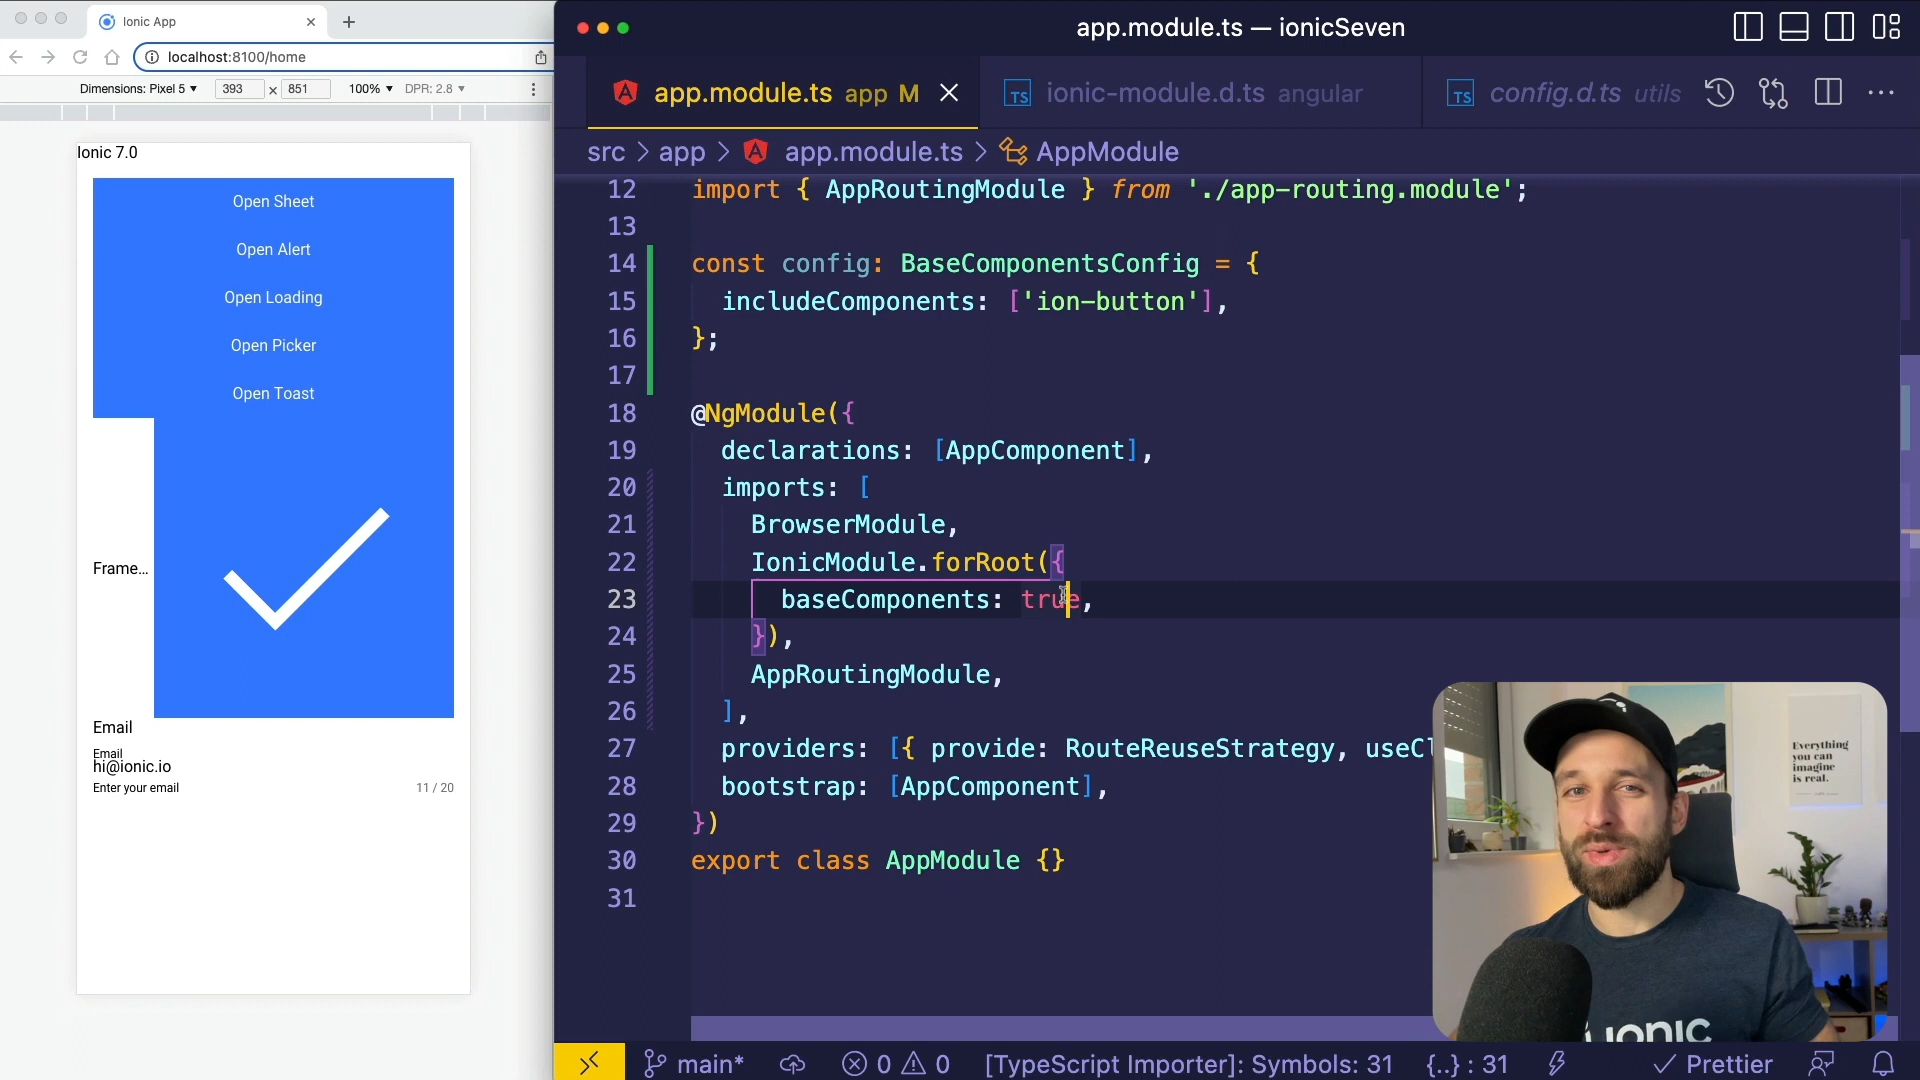 Ionic App
localhost:8100/home
Dimensions: Pixel 5 ▾ 393 × 851 100% ▾ DPR: 2.8 ▾
Ionic 7.0
Open Sheet
Open Alert
Open Loading
Open Picker
Open Toast
Frame...
Email
Email
hi@ionic.io
Enter your email 11 / 20
app.module.ts — ionicSeven
app.module.ts app M
TS ionic-module.d.ts angular
TS config.d.ts utils
src > app > app.module.ts > AppModule
12 import { AppRoutingModule } from './app-routing.module';
13
14 const config: BaseComponentsConfig = {
15 includeComponents: ['ion-button'],
16 };
17
18 @NgModule({
19 declarations: [AppComponent],
20 imports: [
21 BrowserModule,
22 IonicModule.forRoot({
23 baseComponents: true,
24 }),
25 AppRoutingModule,
26 ],
27 providers: [{ provide: RouteReuseStrategy, useCl
28 bootstrap: [AppComponent],
29 })
30 export class AppModule {}
31
Everything
you can
imagine
is real.
ionic
main* 0 0 [TypeScript Importer]: Symbols: 31 {..} : 31 Prettier